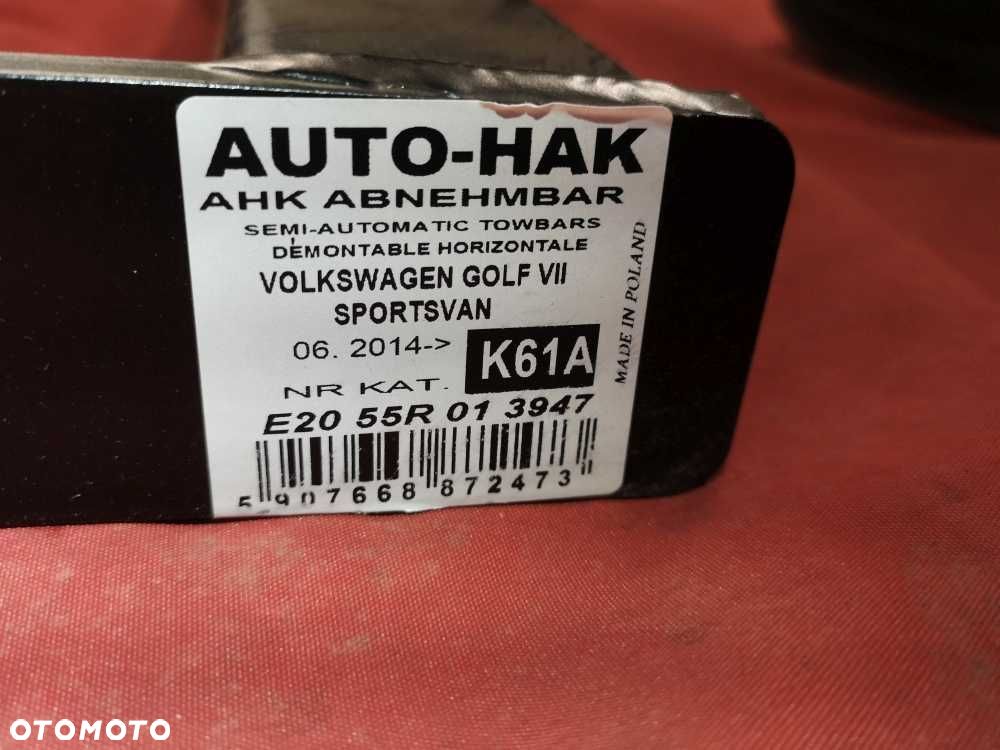 AUTO-HAK
AHK ABNEHMBAR
SEMI-AUTOMATIC TOWBARS
DÉMONTABLE HORIZONTALE
VOLKSWAGEN GOLF VII
SPORTSVAN
06. 2014->
NR KAT. K61A
E20 55R 01 3947
5 907668 872473
MADE IN POLAND
OTOMOTO